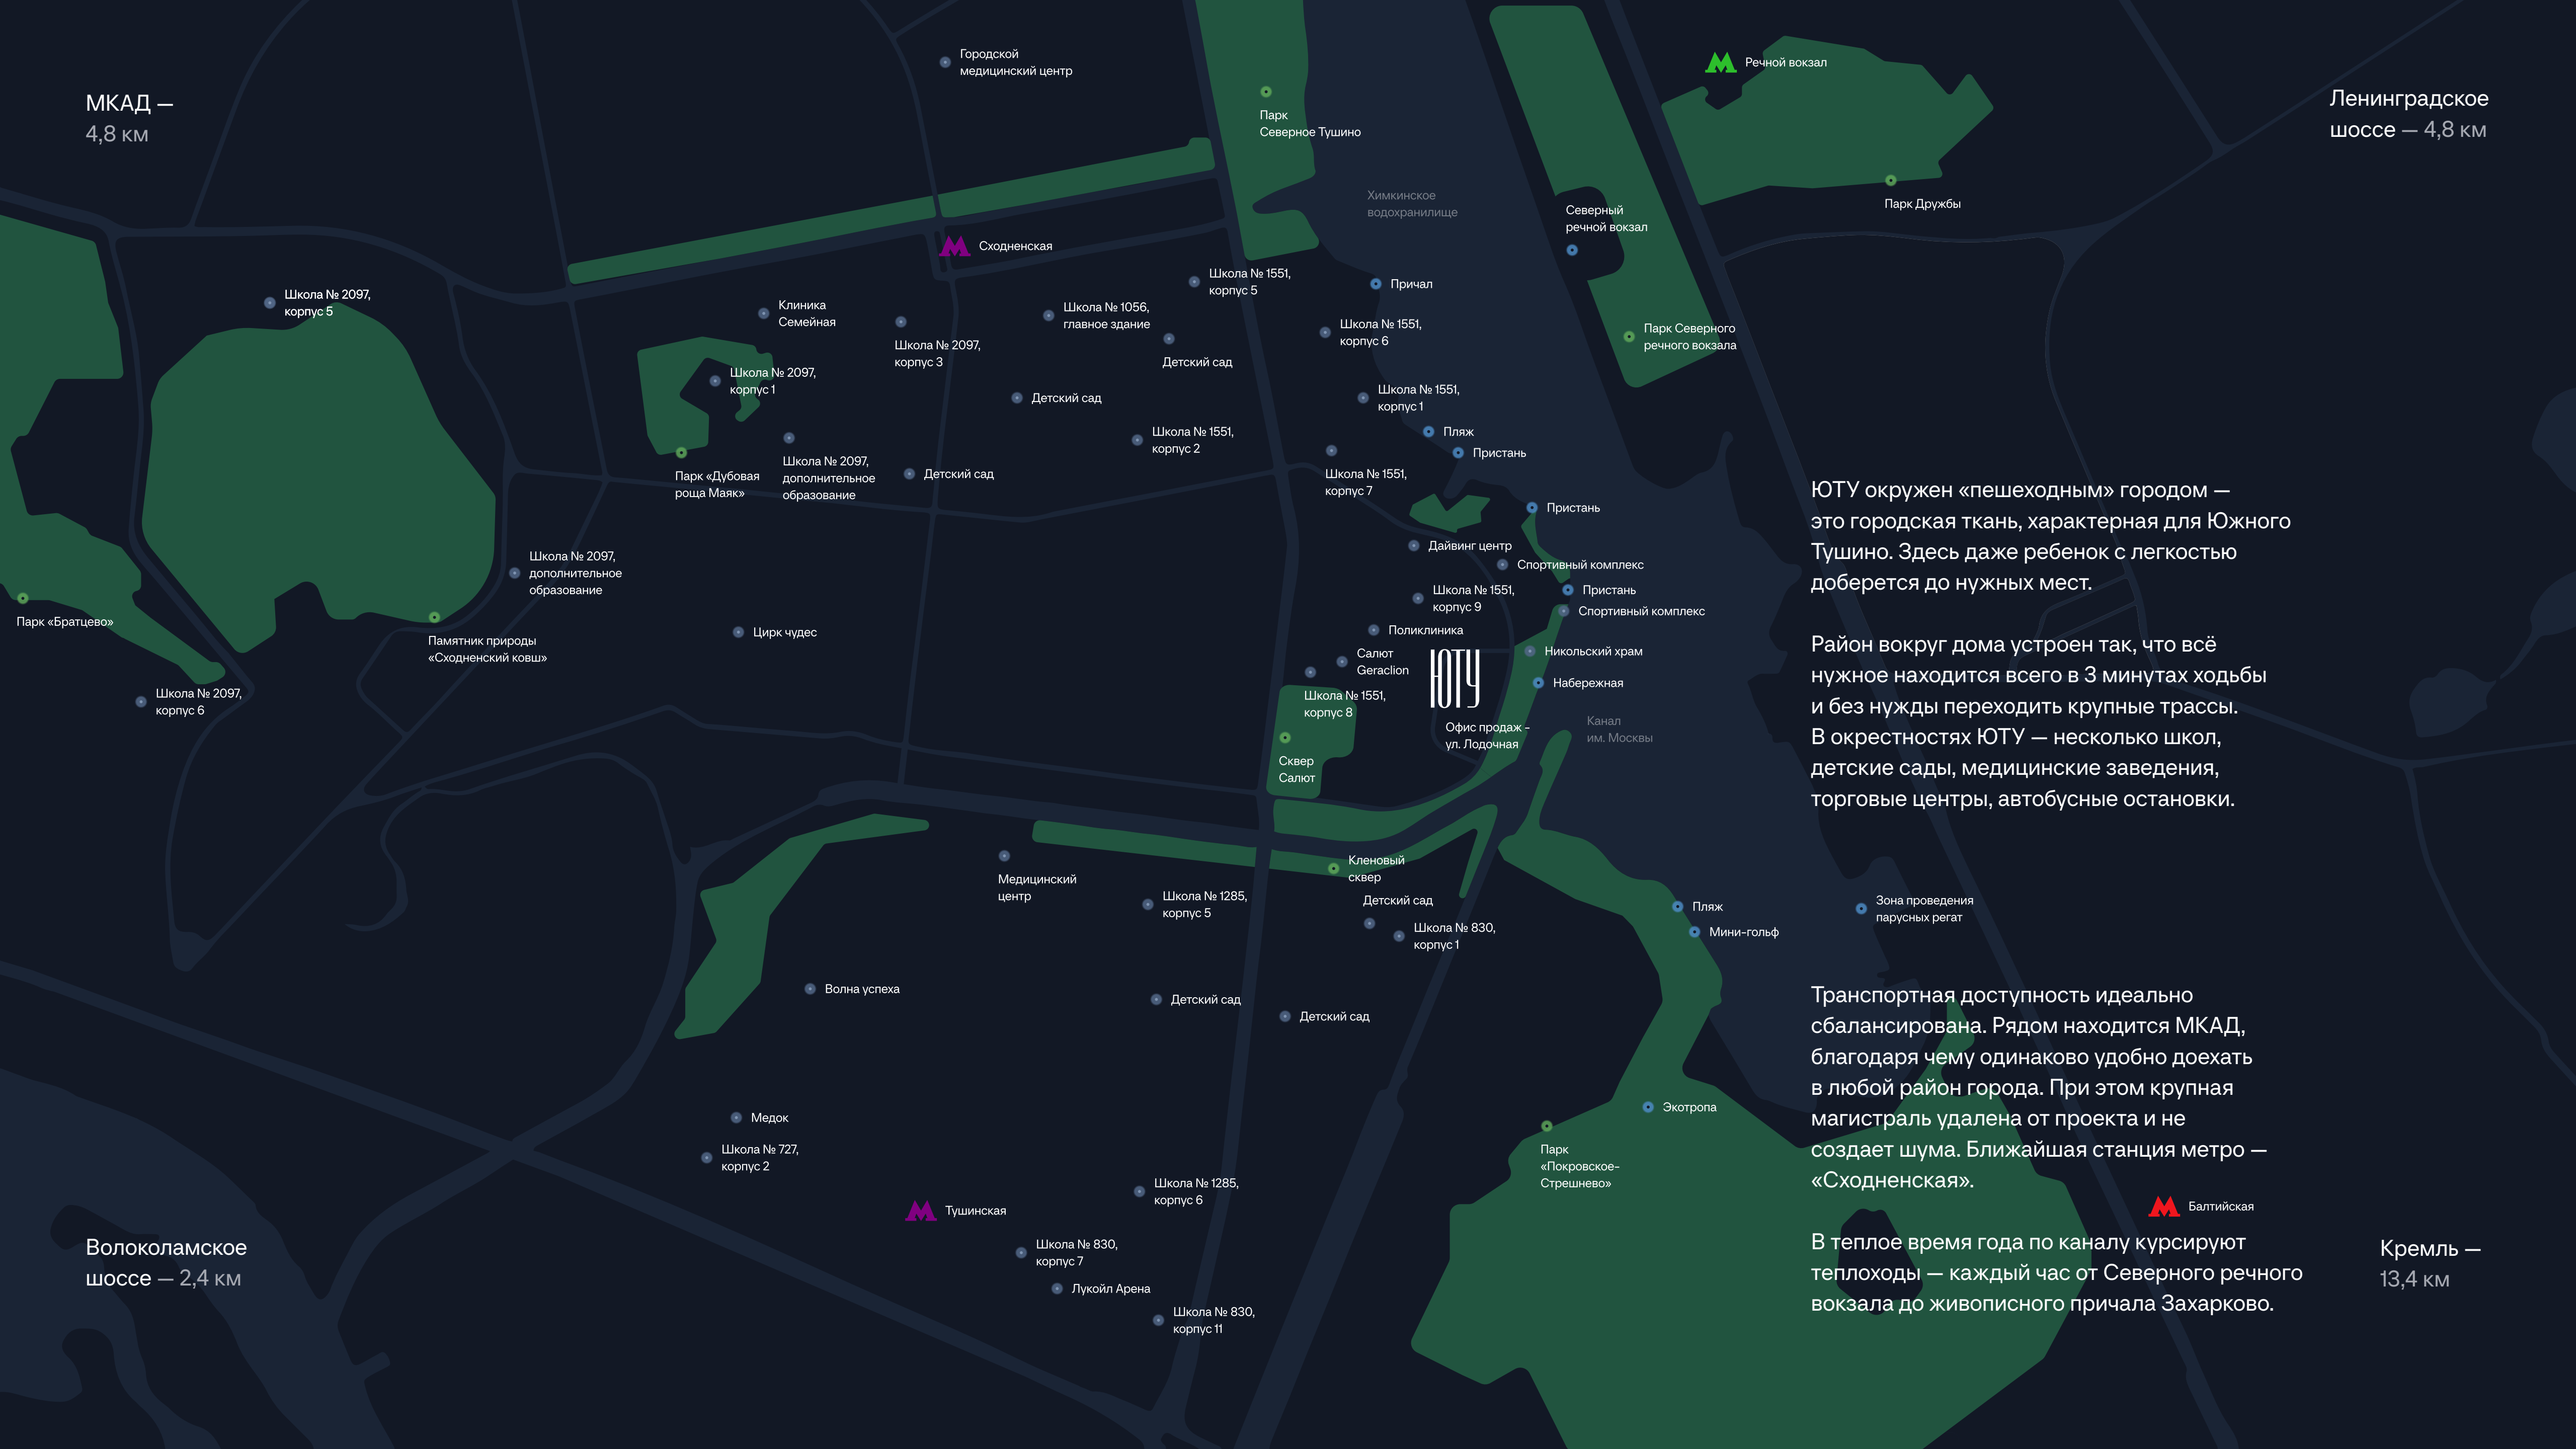 МКАД —
4,8 км
Городской
медицинский центр
Парк
Северное Тушино
Речной вокзал
Ленинградское
шоссе — 4,8 км
Парк Дружбы
Химкинское
водохранилище
Северный
речной вокзал
Сходненская
Школа № 2097,
корпус 5
Клиника
Семейная
Школа № 2097,
корпус 3
Школа № 1056,
главное здание
Школа № 1551,
корпус 5
Детский сад
Причал
Школа № 1551,
корпус 6
Парк Северного
речного вокзала
Школа № 2097,
корпус 1
Детский сад
Школа № 1551,
корпус 1
Школа № 1551,
корпус 2
Пляж
Пристань
Парк «Дубовая
роща Маяк»
Школа № 2097,
дополнительное
образование
Детский сад
Школа № 1551,
корпус 7
Пристань
Дайвинг центр
Спортивный комплекс
Школа № 2097,
дополнительное
образование
Школа № 1551,
корпус 9
Пристань
Спортивный комплекс
Парк «Братцево»
Памятник природы
«Сходненский ковш»
Цирк чудес
Поликлиника
Салют
Geraclion
Никольский храм
Школа № 2097,
корпус 6
Школа № 1551,
корпус 8
ЮТУ
Набережная
Офис продаж -
ул. Лодочная
Канал
им. Москвы
Сквер
Салют
ЮТУ окружен «пешеходным» городом —
это городская ткань, характерная для Южного
Тушино. Здесь даже ребенок с легкостью
доберется до нужных мест.
Район вокруг дома устроен так, что всё
нужное находится всего в 3 минутах ходьбы
и без нужды переходить крупные трассы.
В окрестностях ЮТУ — несколько школ,
детские сады, медицинские заведения,
торговые центры, автобусные остановки.
Медицинский
центр
Школа № 1285,
корпус 5
Кленовый
сквер
Детский сад
Школа № 830,
корпус 1
Пляж
Мини-гольф
Зона проведения
парусных регат
Волна успеха
Детский сад
Детский сад
Транспортная доступность идеально
сбалансирована. Рядом находится МКАД,
благодаря чему одинаково удобно доехать
в любой район города. При этом крупная
магистраль удалена от проекта и не
создает шума. Ближайшая станция метро —
«Сходненская».
Медок
Школа № 727,
корпус 2
Экотропа
Парк
«Покровское-
Стрешнево»
Школа № 1285,
корпус 6
Тушинская
Школа № 830,
корпус 7
Лукойл Арена
Школа № 830,
корпус 11
Балтийская
В теплое время года по каналу курсируют
теплоходы — каждый час от Северного речного
вокзала до живописного причала Захарково.
Волоколамское
шоссе — 2,4 км
Кремль —
13,4 км